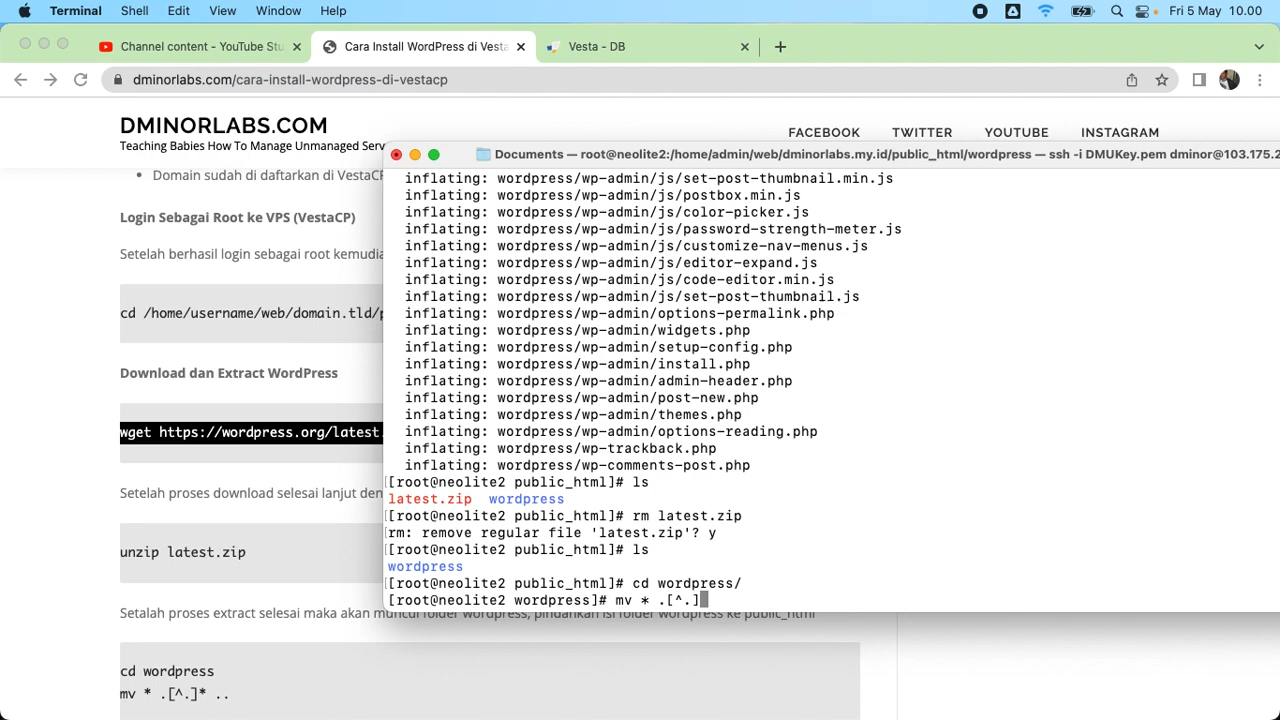 Terminal Shell Edit View Window Help Fri 5 May 10.00
Channel content - YouTube Stu Cara Install WordPress di Vesta Vesta - DB
dminorlabs.com/cara-install-wordpress-di-vestacp
DMINORLABS.COM
Teaching Babies How To Manage Unmanaged Serv
FACEBOOK TWITTER YOUTUBE INSTAGRAM
Domain sudah di daftarkan di VestaCP
Login Sebagai Root ke VPS (VestaCP)
Setelah berhasil login sebagai root kemudia
cd /home/username/web/domain.tld/p
Download dan Extract WordPress
wget https://wordpress.org/latest.
Setelah proses download selesai lanjut den
unzip latest.zip
Setalah proses extract selesai maka akan muncul folder wordpress, pindahkan isi folder wordpress ke public_html
cd wordpress
mv * .[^.]* ..
Documents — root@neolite2:/home/admin/web/dminorlabs.my.id/public_html/wordpress — ssh -i DMUKey.pem dminor@103.175.2
inflating: wordpress/wp-admin/js/set-post-thumbnail.min.js
inflating: wordpress/wp-admin/js/postbox.min.js
inflating: wordpress/wp-admin/js/color-picker.js
inflating: wordpress/wp-admin/js/password-strength-meter.js
inflating: wordpress/wp-admin/js/customize-nav-menus.js
inflating: wordpress/wp-admin/js/editor-expand.js
inflating: wordpress/wp-admin/js/code-editor.min.js
inflating: wordpress/wp-admin/js/set-post-thumbnail.js
inflating: wordpress/wp-admin/options-permalink.php
inflating: wordpress/wp-admin/widgets.php
inflating: wordpress/wp-admin/setup-config.php
inflating: wordpress/wp-admin/install.php
inflating: wordpress/wp-admin/admin-header.php
inflating: wordpress/wp-admin/post-new.php
inflating: wordpress/wp-admin/themes.php
inflating: wordpress/wp-admin/options-reading.php
inflating: wordpress/wp-trackback.php
inflating: wordpress/wp-comments-post.php
[root@neolite2 public_html]# ls
latest.zip wordpress
[root@neolite2 public_html]# rm latest.zip
rm: remove regular file 'latest.zip'? y
[root@neolite2 public_html]# ls
wordpress
[root@neolite2 public_html]# cd wordpress/
[root@neolite2 wordpress]# mv * .[^.]